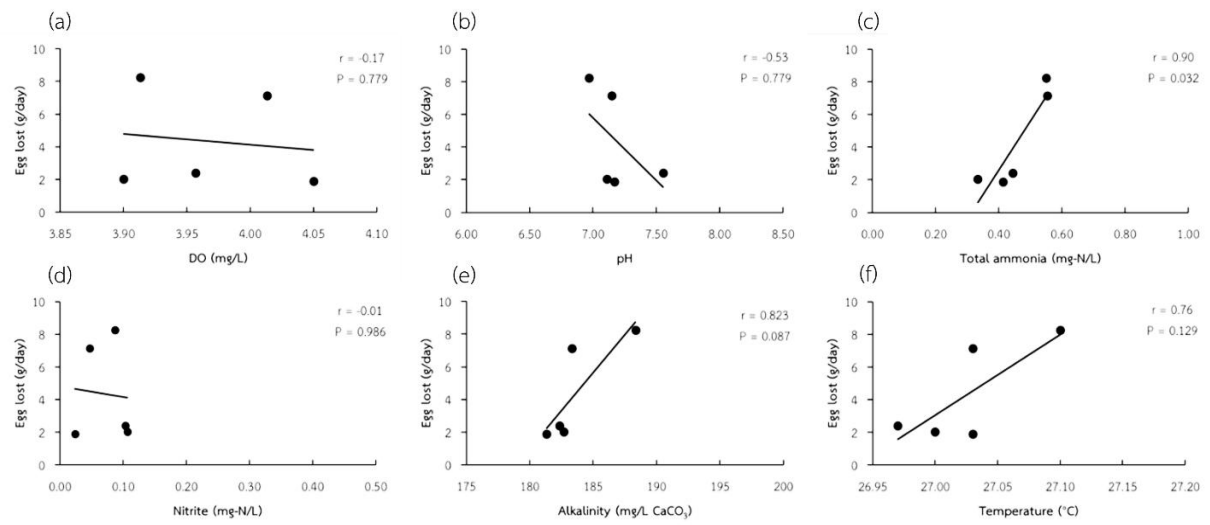 (a)
r = -0.17
P = 0.779
10
8
6
4
2
0
Egg lost (g/day)
3.85 3.90 3.95 4.00 4.05 4.10
DO (mg/L)
(b)
r = -0.53
P = 0.779
10
8
6
4
2
0
Egg lost (g/day)
6.00 6.50 7.00 7.50 8.00 8.50
pH
(c)
r = 0.90
P = 0.032
10
8
6
4
2
0
Egg lost (g/day)
0.00 0.20 0.40 0.60 0.80 1.00
Total ammonia (mg-N/L)
(d)
r = -0.01
P = 0.986
10
8
6
4
2
0
Egg lost (g/day)
0.00 0.10 0.20 0.30 0.40 0.50
Nitrite (mg-N/L)
(e)
r = 0.823
P = 0.087
10
8
6
4
2
0
Egg lost (g/day)
175 180 185 190 195 200
Alkalinity (mg/L CaCO₃)
(f)
r = 0.76
P = 0.129
10
8
6
4
2
0
Egg lost (g/day)
26.95 27.00 27.05 27.10 27.15 27.20
Temperature (°C)